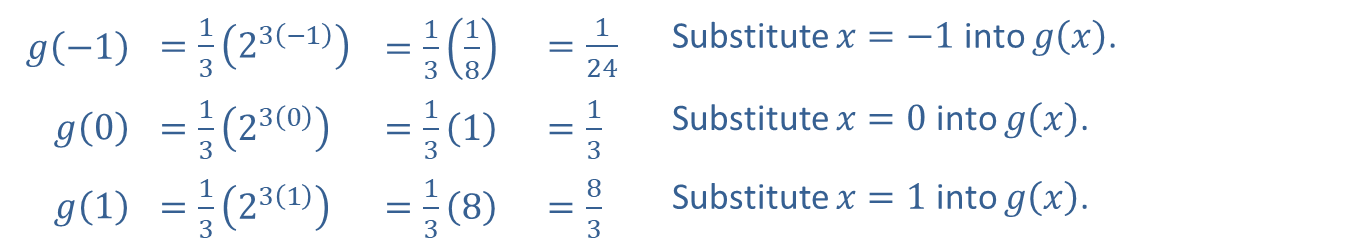 g(−1) = 1/3 (2^{3(−1)}) = 1/3 (1/8) = 1/24 Substitute x = −1 into g(x).
g(0) = 1/3 (2^{3(0)}) = 1/3 (1) = 1/3 Substitute x = 0 into g(x).
g(1) = 1/3 (2^{3(1)}) = 1/3 (8) = 8/3 Substitute x = 1 into g(x).